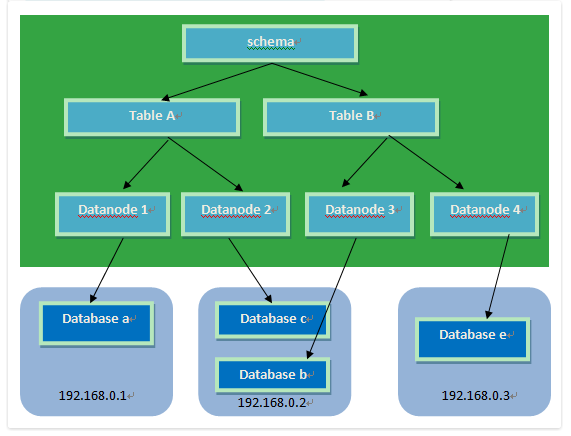 schema
Table A
Table B
Datanode 1
Datanode 2
Datanode 3
Datanode 4
Database a
Database c
Database b
Database e
192.168.0.1
192.168.0.2
192.168.0.3